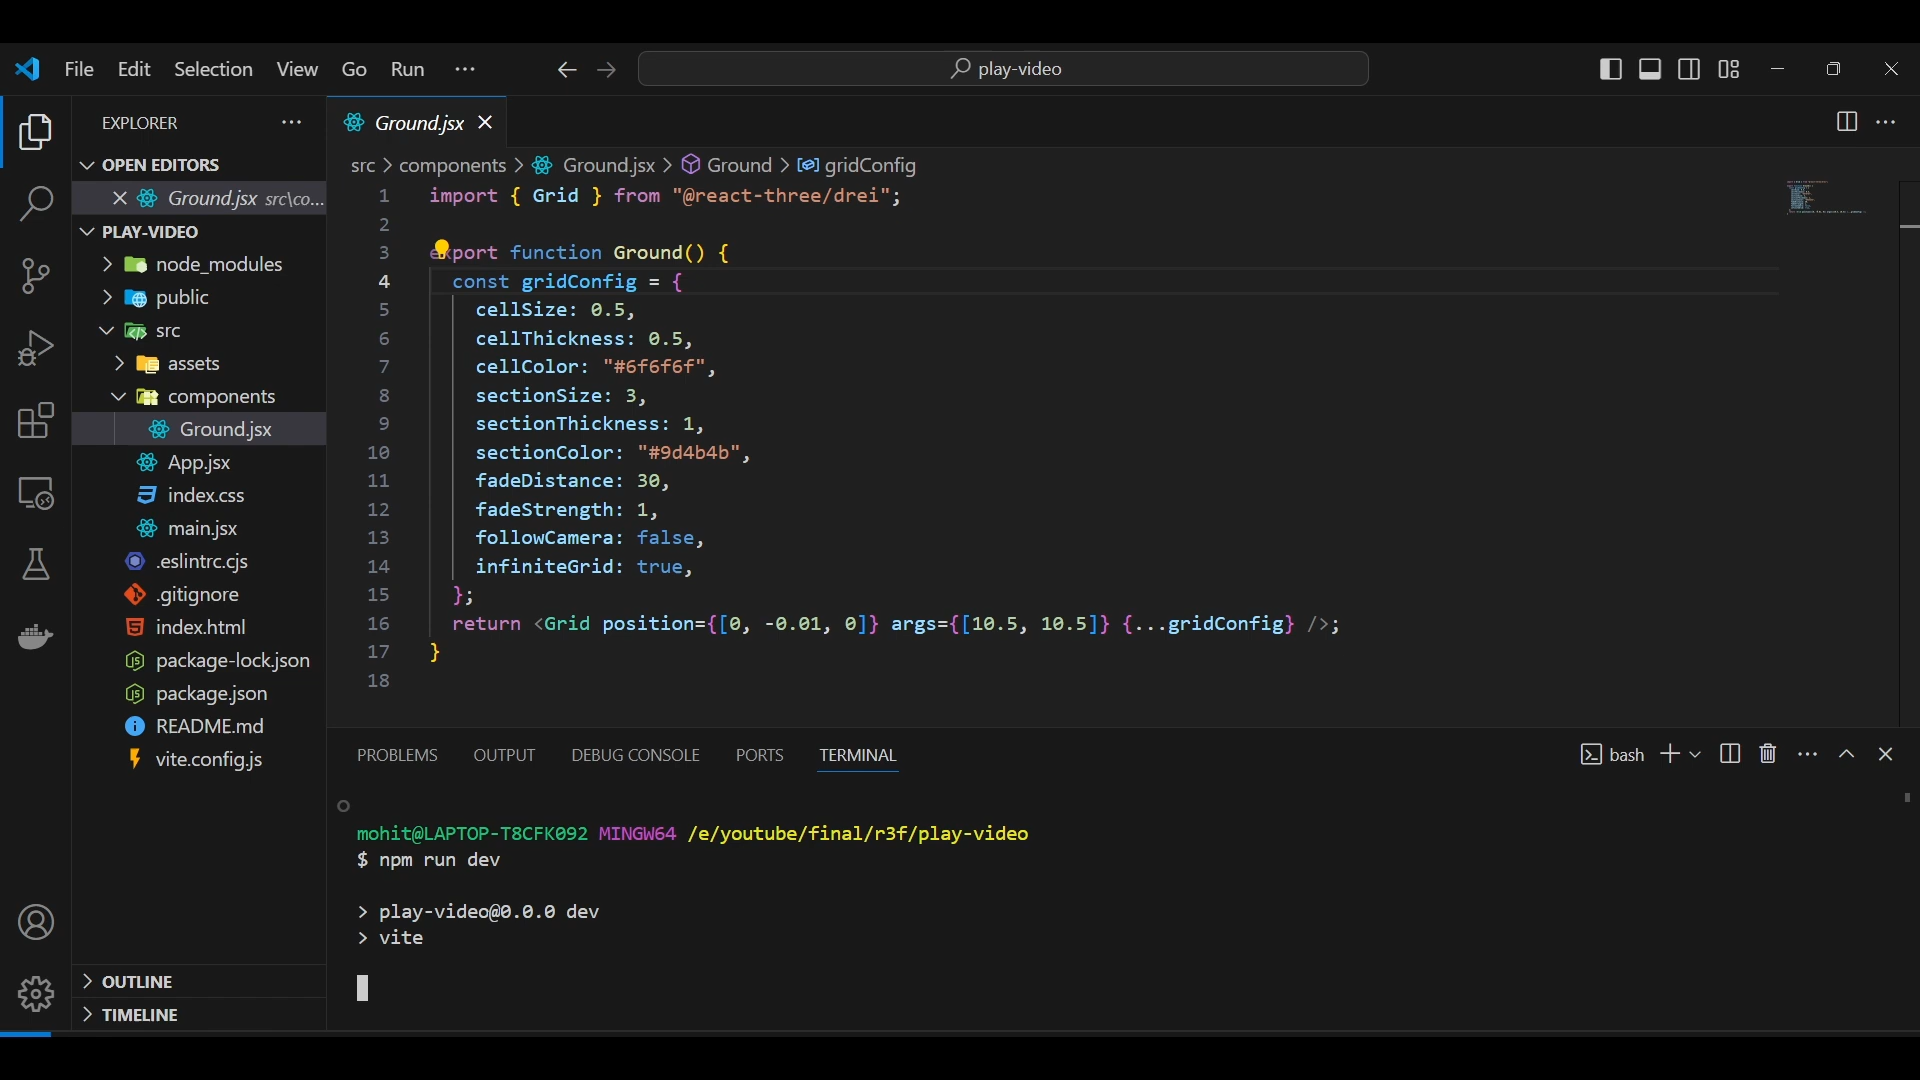 File Edit Selection View Go Run ··· play-video
EXPLORER ···
OPEN EDITORS
Ground.jsx src\co...
PLAY-VIDEO
node_modules
public
src
assets
components
Ground.jsx
App.jsx
index.css
main.jsx
.eslintrc.cjs
.gitignore
index.html
package-lock.json
package.json
README.md
vite.config.js
OUTLINE
TIMELINE
Ground.jsx
src > components > Ground.jsx > Ground > gridConfig
1 import { Grid } from "@react-three/drei";
2
3 export function Ground() {
4 const gridConfig = {
5 cellSize: 0.5,
6 cellThickness: 0.5,
7 cellColor: "#6f6f6f",
8 sectionSize: 3,
9 sectionThickness: 1,
10 sectionColor: "#9d4b4b",
11 fadeDistance: 30,
12 fadeStrength: 1,
13 followCamera: false,
14 infiniteGrid: true,
15 };
16 return <Grid position={[0, -0.01, 0]} args={[10.5, 10.5]} {...gridConfig} />;
17 }
18
PROBLEMS OUTPUT DEBUG CONSOLE PORTS TERMINAL bash
mohit@LAPTOP-T8CFK092 MINGW64 /e/youtube/final/r3f/play-video
$ npm run dev
> play-video@0.0.0 dev
> vite